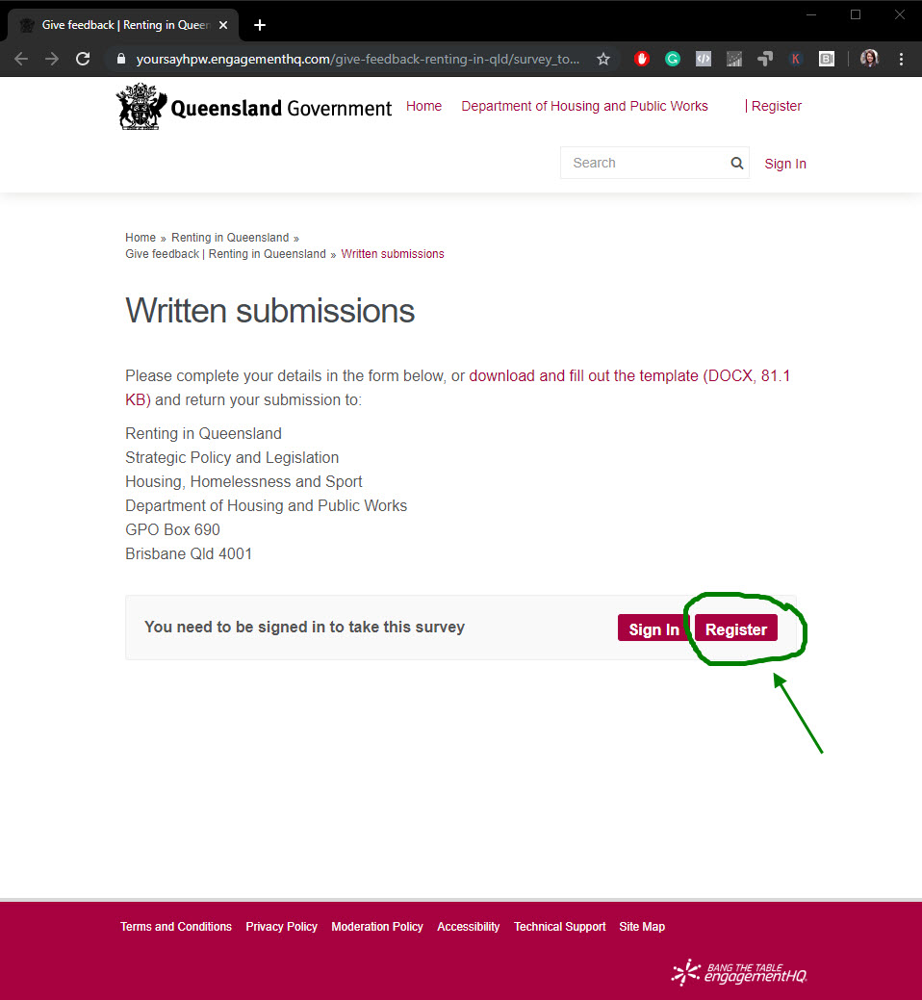 Give feedback | Renting in Queen
yoursayhpw.engagementhq.com/give-feedback-renting-in-qld/survey_to...
Queensland Government
Home
Department of Housing and Public Works
| Register
Search
Sign In
Home » Renting in Queensland »
Give feedback | Renting in Queensland » Written submissions
Written submissions
Please complete your details in the form below, or download and fill out the template (DOCX, 81.1
KB) and return your submission to:
Renting in Queensland
Strategic Policy and Legislation
Housing, Homelessness and Sport
Department of Housing and Public Works
GPO Box 690
Brisbane Qld 4001
You need to be signed in to take this survey
Sign In
Register
Terms and Conditions Privacy Policy Moderation Policy Accessibility Technical Support Site Map
BANG THE TABLE
engagementHQ.